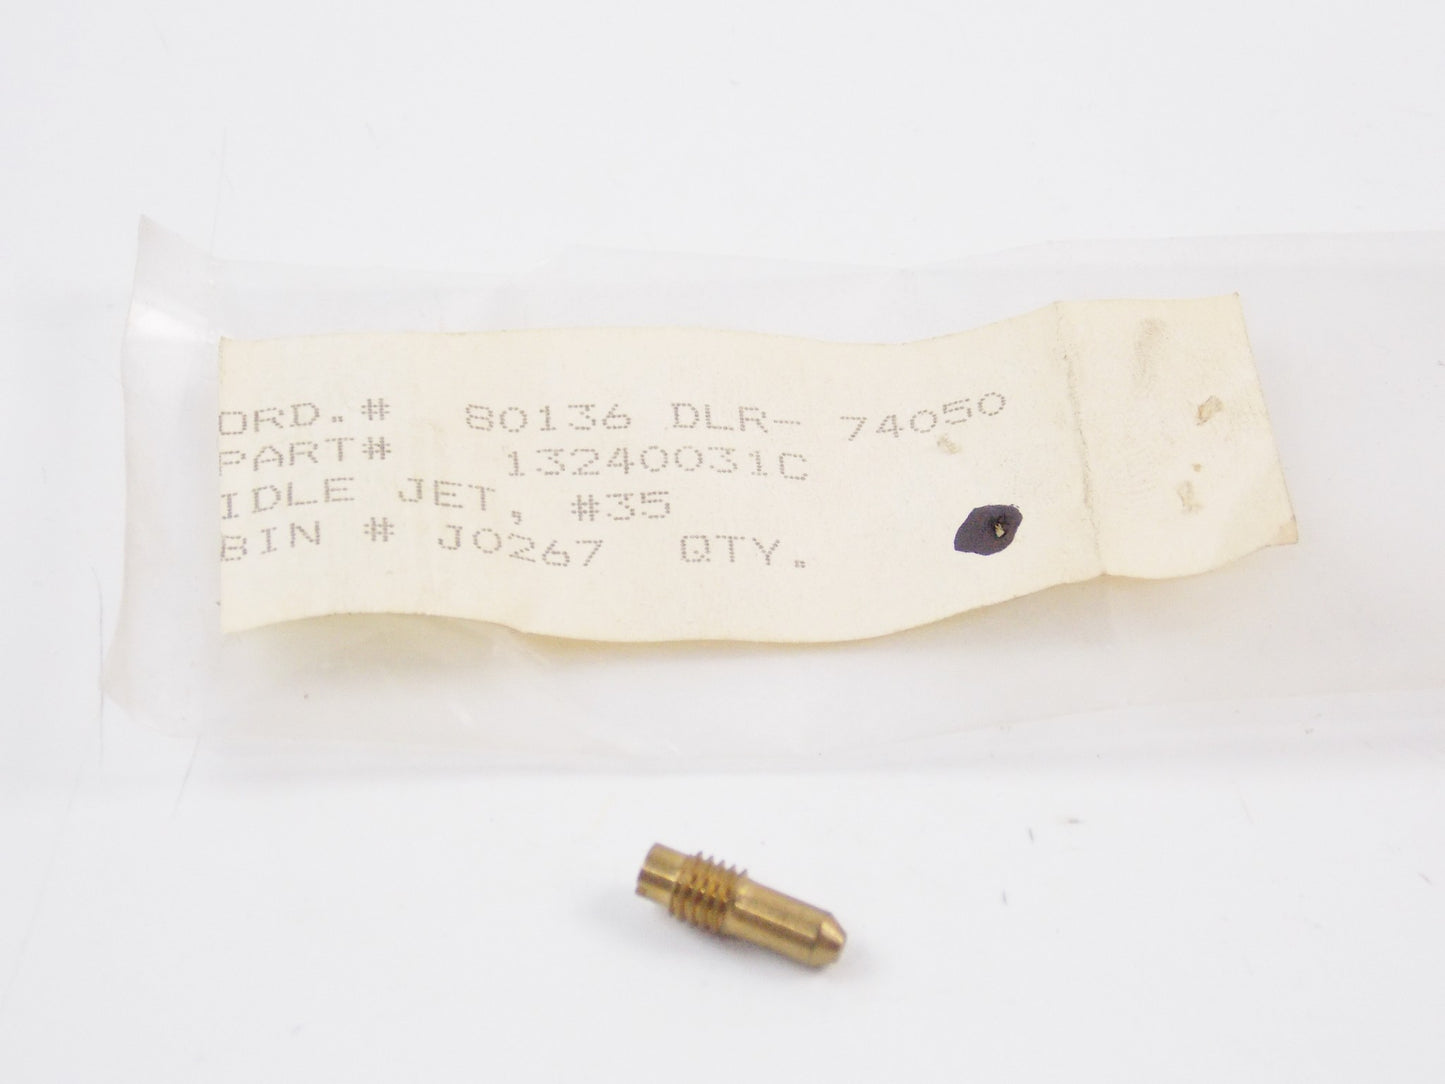 ORD.# 80136 DLR- 74050
PART# 13240031C
IDLE JET, #35
BIN # J0267 QTY.